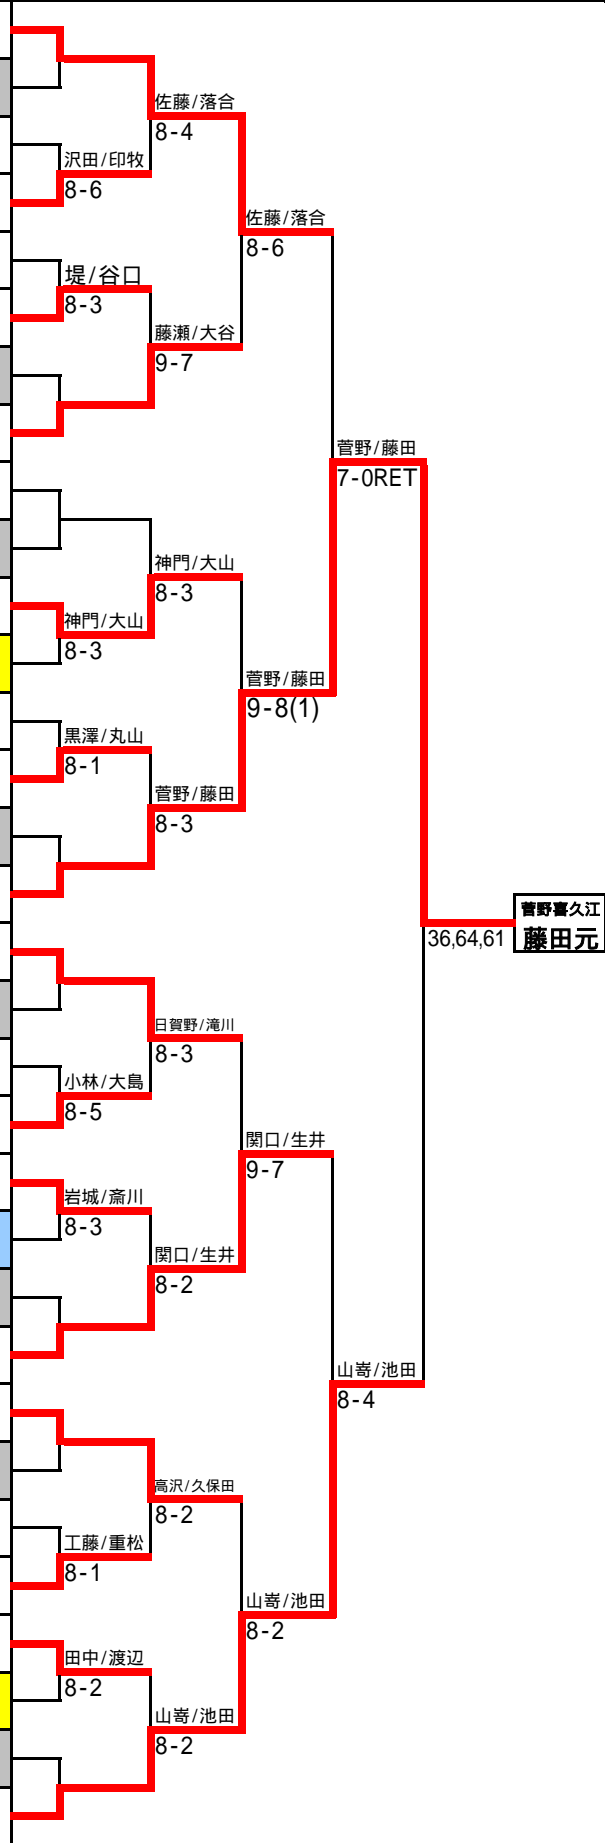 佐藤/落合
8-4
沢田/印牧
8-6
佐藤/落合
8-6
堤/谷口
8-3
藤瀬/大谷
9-7
菅野/藤田
7-0RET
神門/大山
8-3
神門/大山
8-3
菅野/藤田
9-8(1)
黒澤/丸山
8-1
菅野/藤田
8-3
菅野喜久江
藤田元
36,64,61
日賀野/滝川
8-3
小林/大島
8-5
関口/生井
9-7
岩城/斎川
8-3
関口/生井
8-2
山嵜/池田
8-4
高沢/久保田
8-2
工藤/重松
8-1
山嵜/池田
8-2
田中/渡辺
8-2
山嵜/池田
8-2